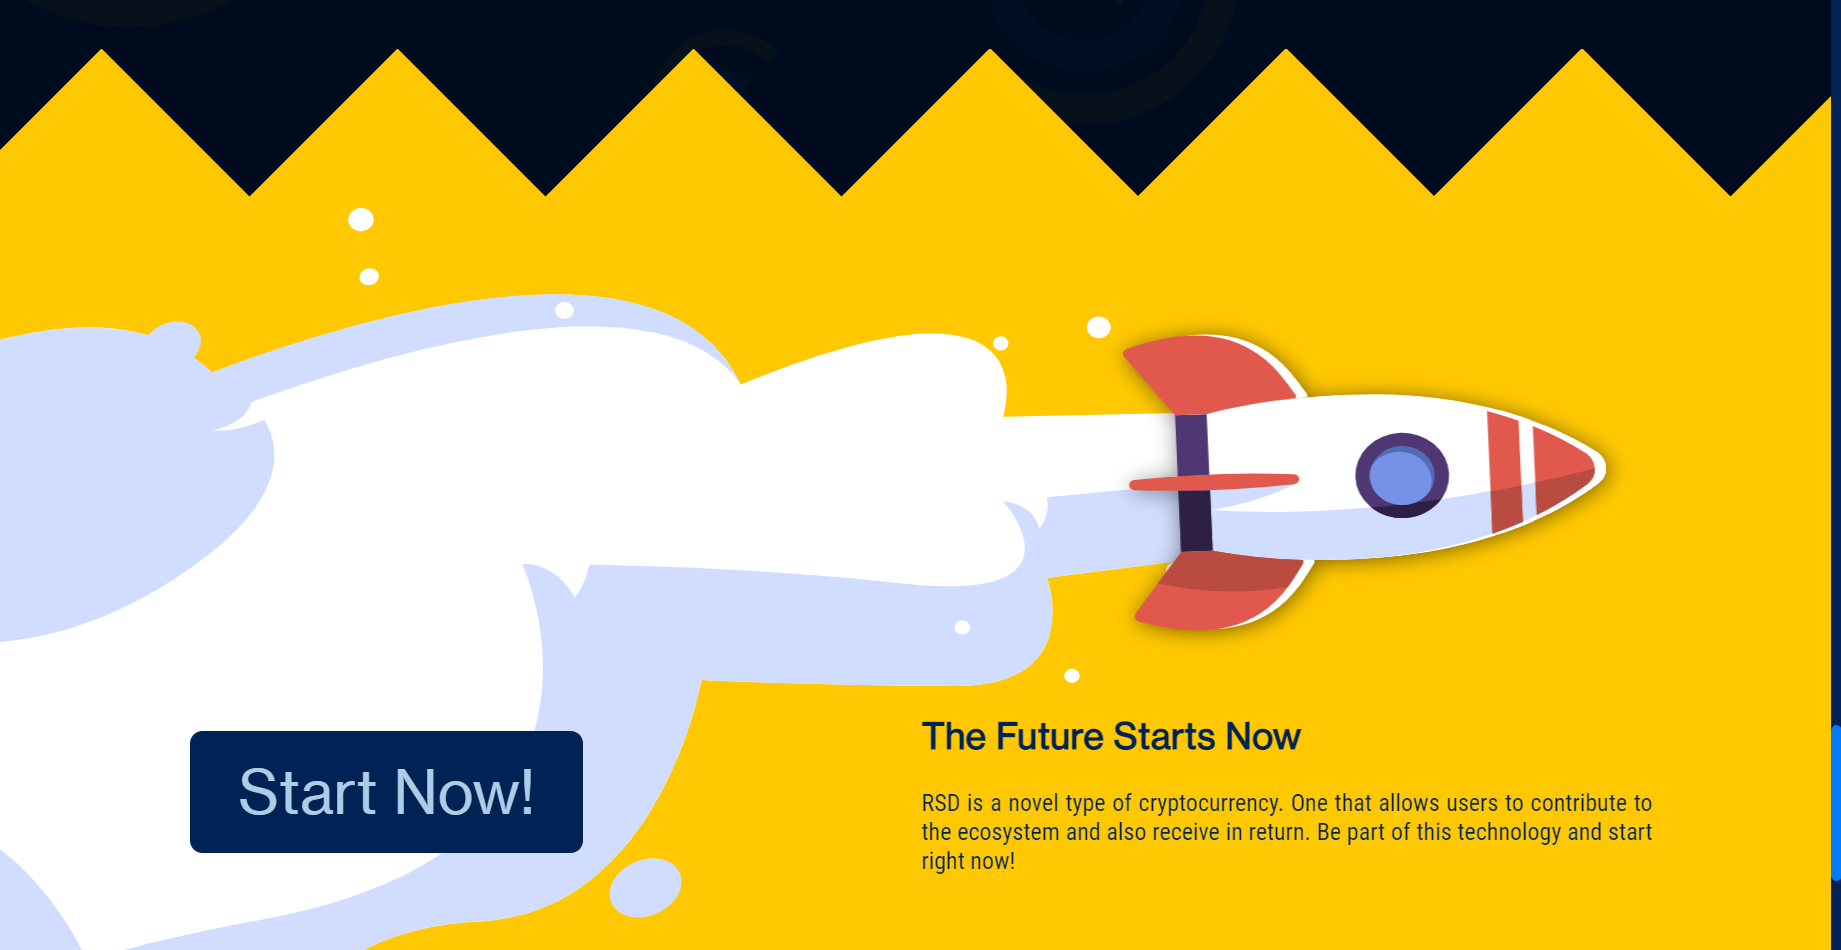 Start Now!
The Future Starts Now
RSD is a novel type of cryptocurrency. One that allows users to contribute to
the ecosystem and also receive in return. Be part of this technology and start
right now!